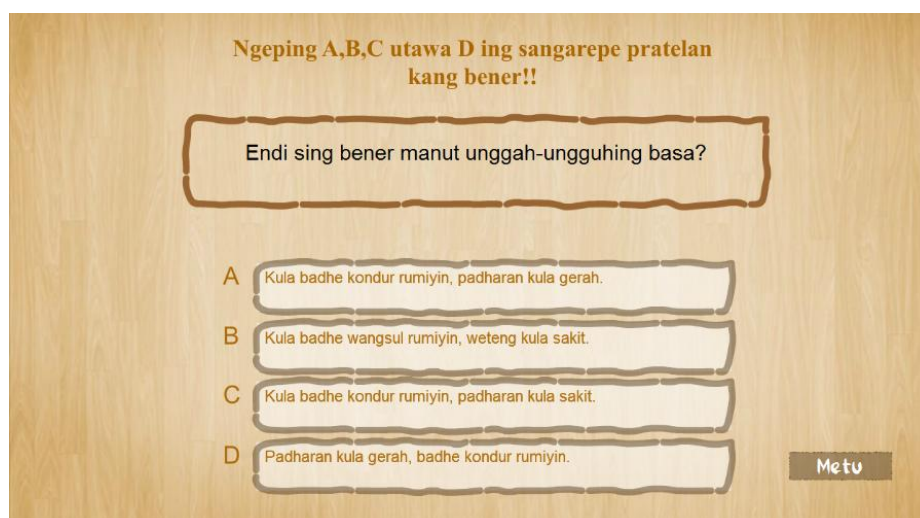 Ngeping A,B,C utawa D ing sangarepe pratelan
kang bener!!
Endi sing bener manut unggah-ungguhing basa?
A Kula badhe kondur rumiyin, padharan kula gerah.
B Kula badhe wangsul rumiyin, weteng kula sakit.
C Kula badhe kondur rumiyin, padharan kula sakit.
D Padharan kula gerah, badhe kondur rumiyin.
Metu